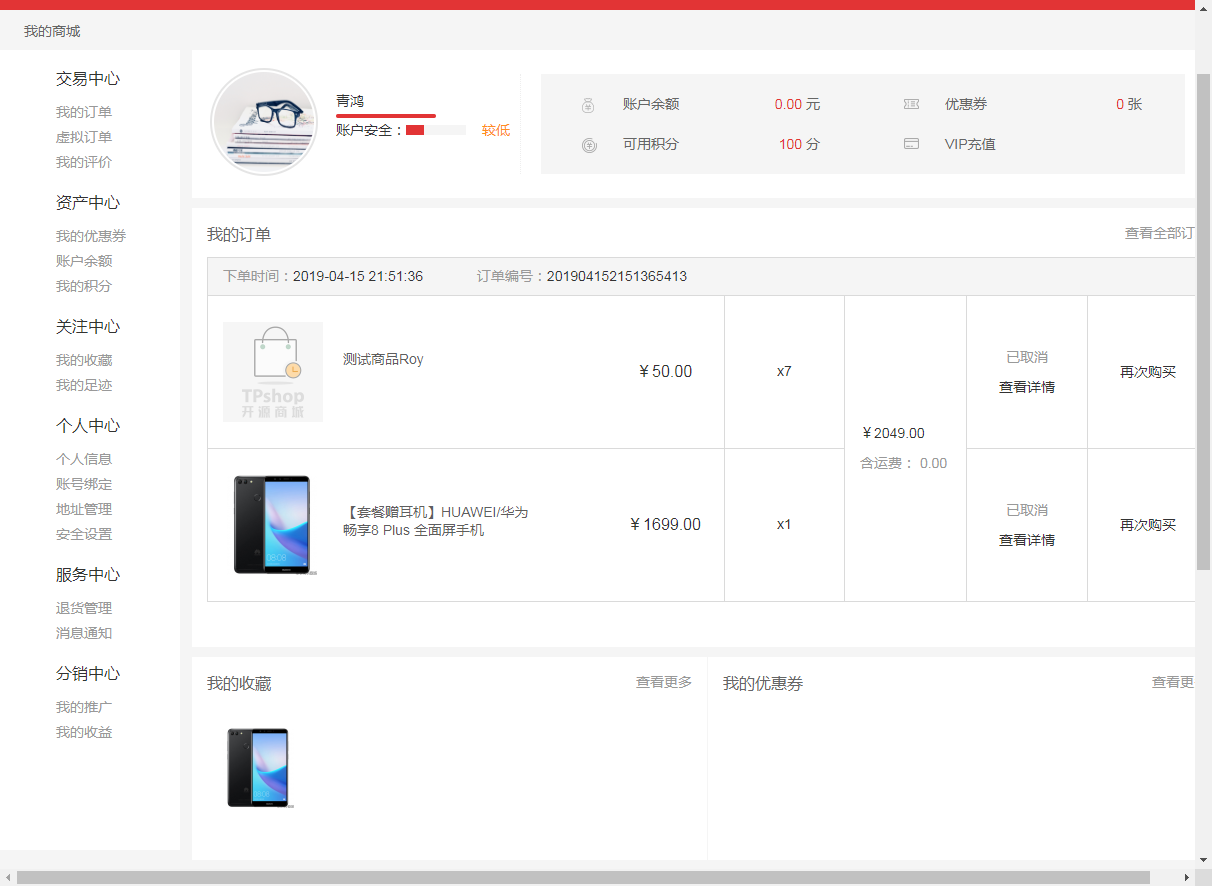 我的商城
交易中心
我的订单
虚拟订单
我的评价
资产中心
我的优惠券
账户余额
我的积分
关注中心
我的收藏
我的足迹
个人中心
个人信息
账号绑定
地址管理
安全设置
服务中心
退货管理
消息通知
分销中心
我的推广
我的收益
青鸿
账户安全： 较低
账户余额 0.00 元 优惠券 0 张
可用积分 100 分 VIP充值
我的订单 查看全部订
下单时间：2019-04-15 21:51:36 订单编号：201904152151365413
TPshop
开源商城
测试商品Roy
￥50.00
x7
￥2049.00
含运费： 0.00
已取消
查看详情
再次购买
【套餐赠耳机】HUAWEI/华为
畅享8 Plus 全面屏手机
￥1699.00
x1
已取消
查看详情
再次购买
我的收藏 查看更多
我的优惠券 查看更